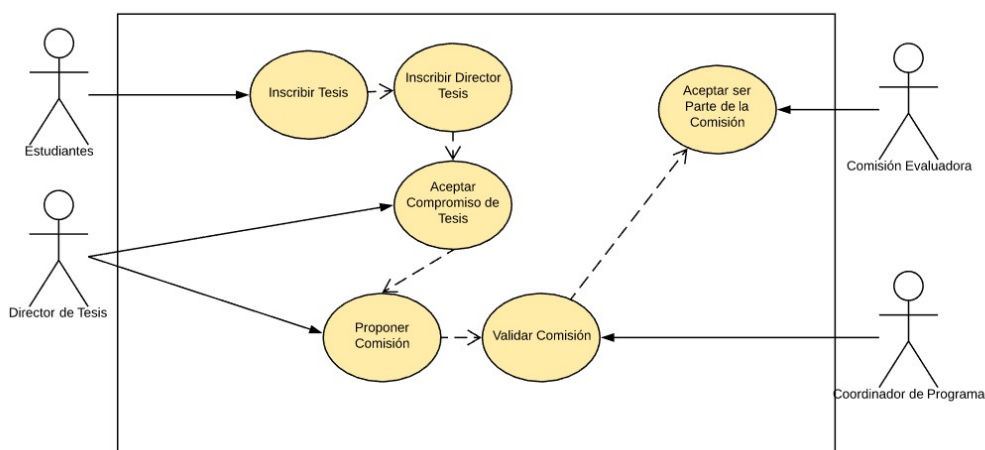 Estudiantes
Director de Tesis
Inscribir Tesis
Inscribir Director
Tesis
Aceptar
Compromiso de
Tesis
Proponer
Comisión
Validar Comisión
Aceptar ser
Parte de la
Comisión
Comisión Evaluadora
Coordinador de Programa